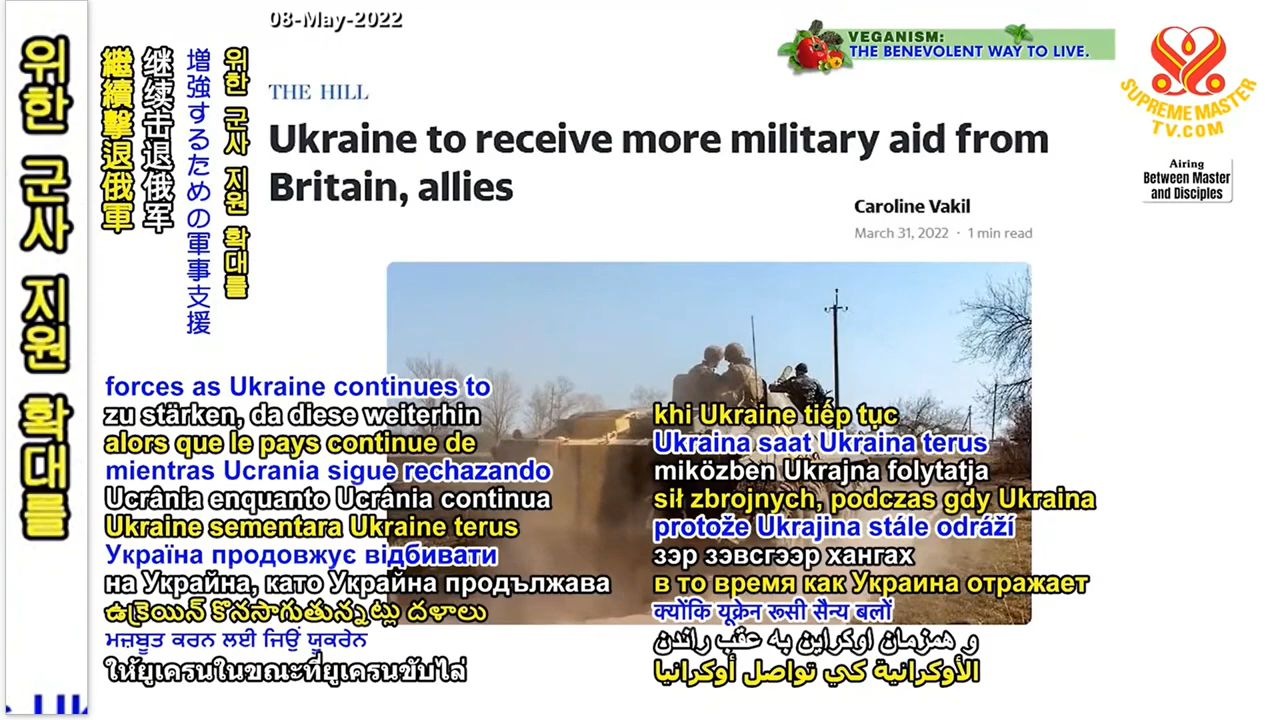 위한 군사 지원 확대를
繼續擊退俄軍
继续击退俄军
増強するための軍事支援
위한 군사 지원 확대를
08-May-2022
VEGANISM:
THE BENEVOLENT WAY TO LIVE.
SUPREME MASTER
TV.COM
Airing
Between Master
and Disciples
THE HILL
Ukraine to receive more military aid from
Britain, allies
Caroline Vakil
March 31, 2022 · 1 min read
forces as Ukraine continues to
zu stärken, da diese weiterhin
alors que le pays continue de
mientras Ucrania sigue rechazando
Ucrânia enquanto Ucrânia continua
Ukraine sementara Ukraine terus
Україна продовжує відбивати
на Украйна, като Украйна продължава
ఉక్రెయిన్ కొనసాగుతున్నట్లు దళాలు
ਮਜ਼ਬੂਤ ਕਰਨ ਲਈ ਜਿਉਂ ਯੂਕਰੇਨ
ให้ยูเครนในขณะที่ยูเครนขับไล่
khi Ukraine tiếp tục
Ukraina saat Ukraina terus
miközben Ukrajna folytatja
sił zbrojnych, podczas gdy Ukraina
protože Ukrajina stále odráží
зэр зэвсгээр хангах
в то время как Украина отражает
क्योंकि यूक्रेन रूसी सैन्य बलों
و همزمان اوکراین به عقب راندن
الأوكرانية كي تواصل أوكرانيا